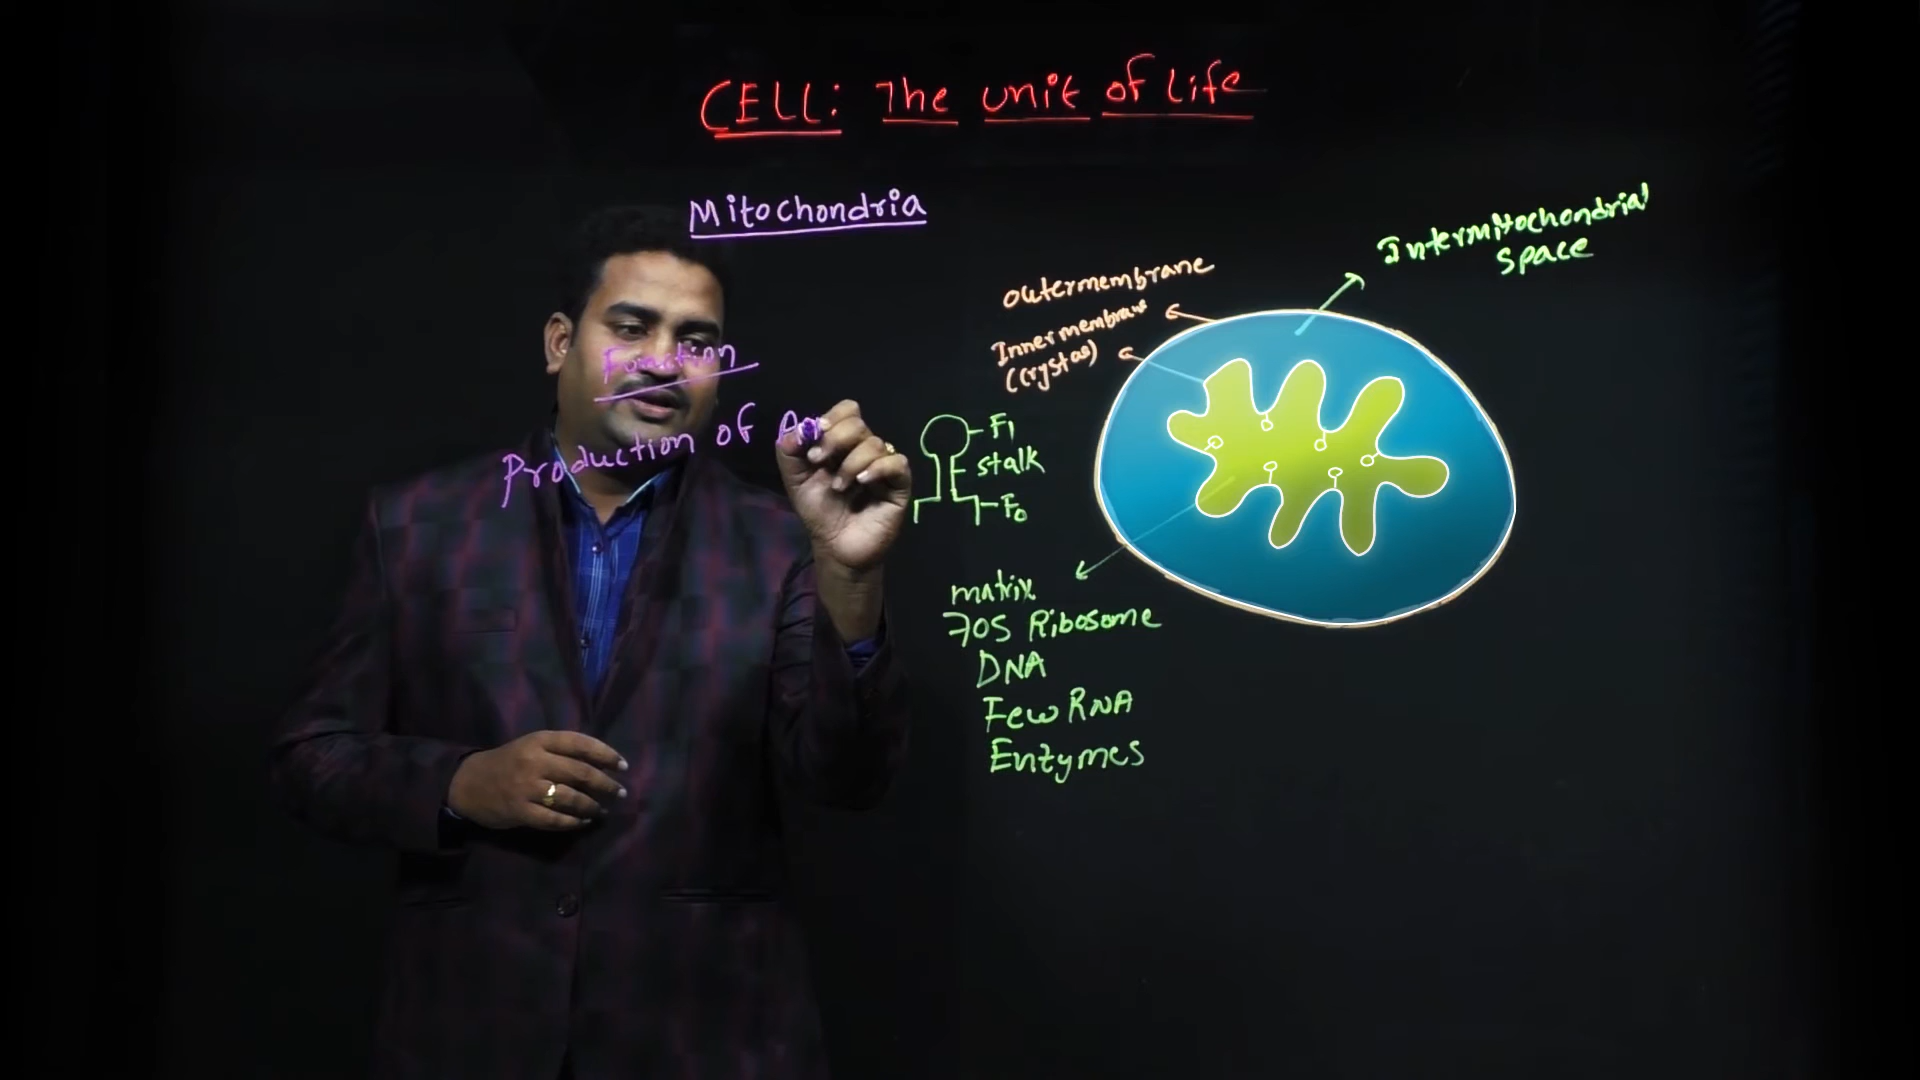 CELL: The Unit of Life
Mitochondria
Intermitochondrial
space
outermembrane
Innermembrane
(crystae)
Function
Production of
F1
stalk
F0
matrix
70S Ribosome
DNA
Few RNA
Enzymes